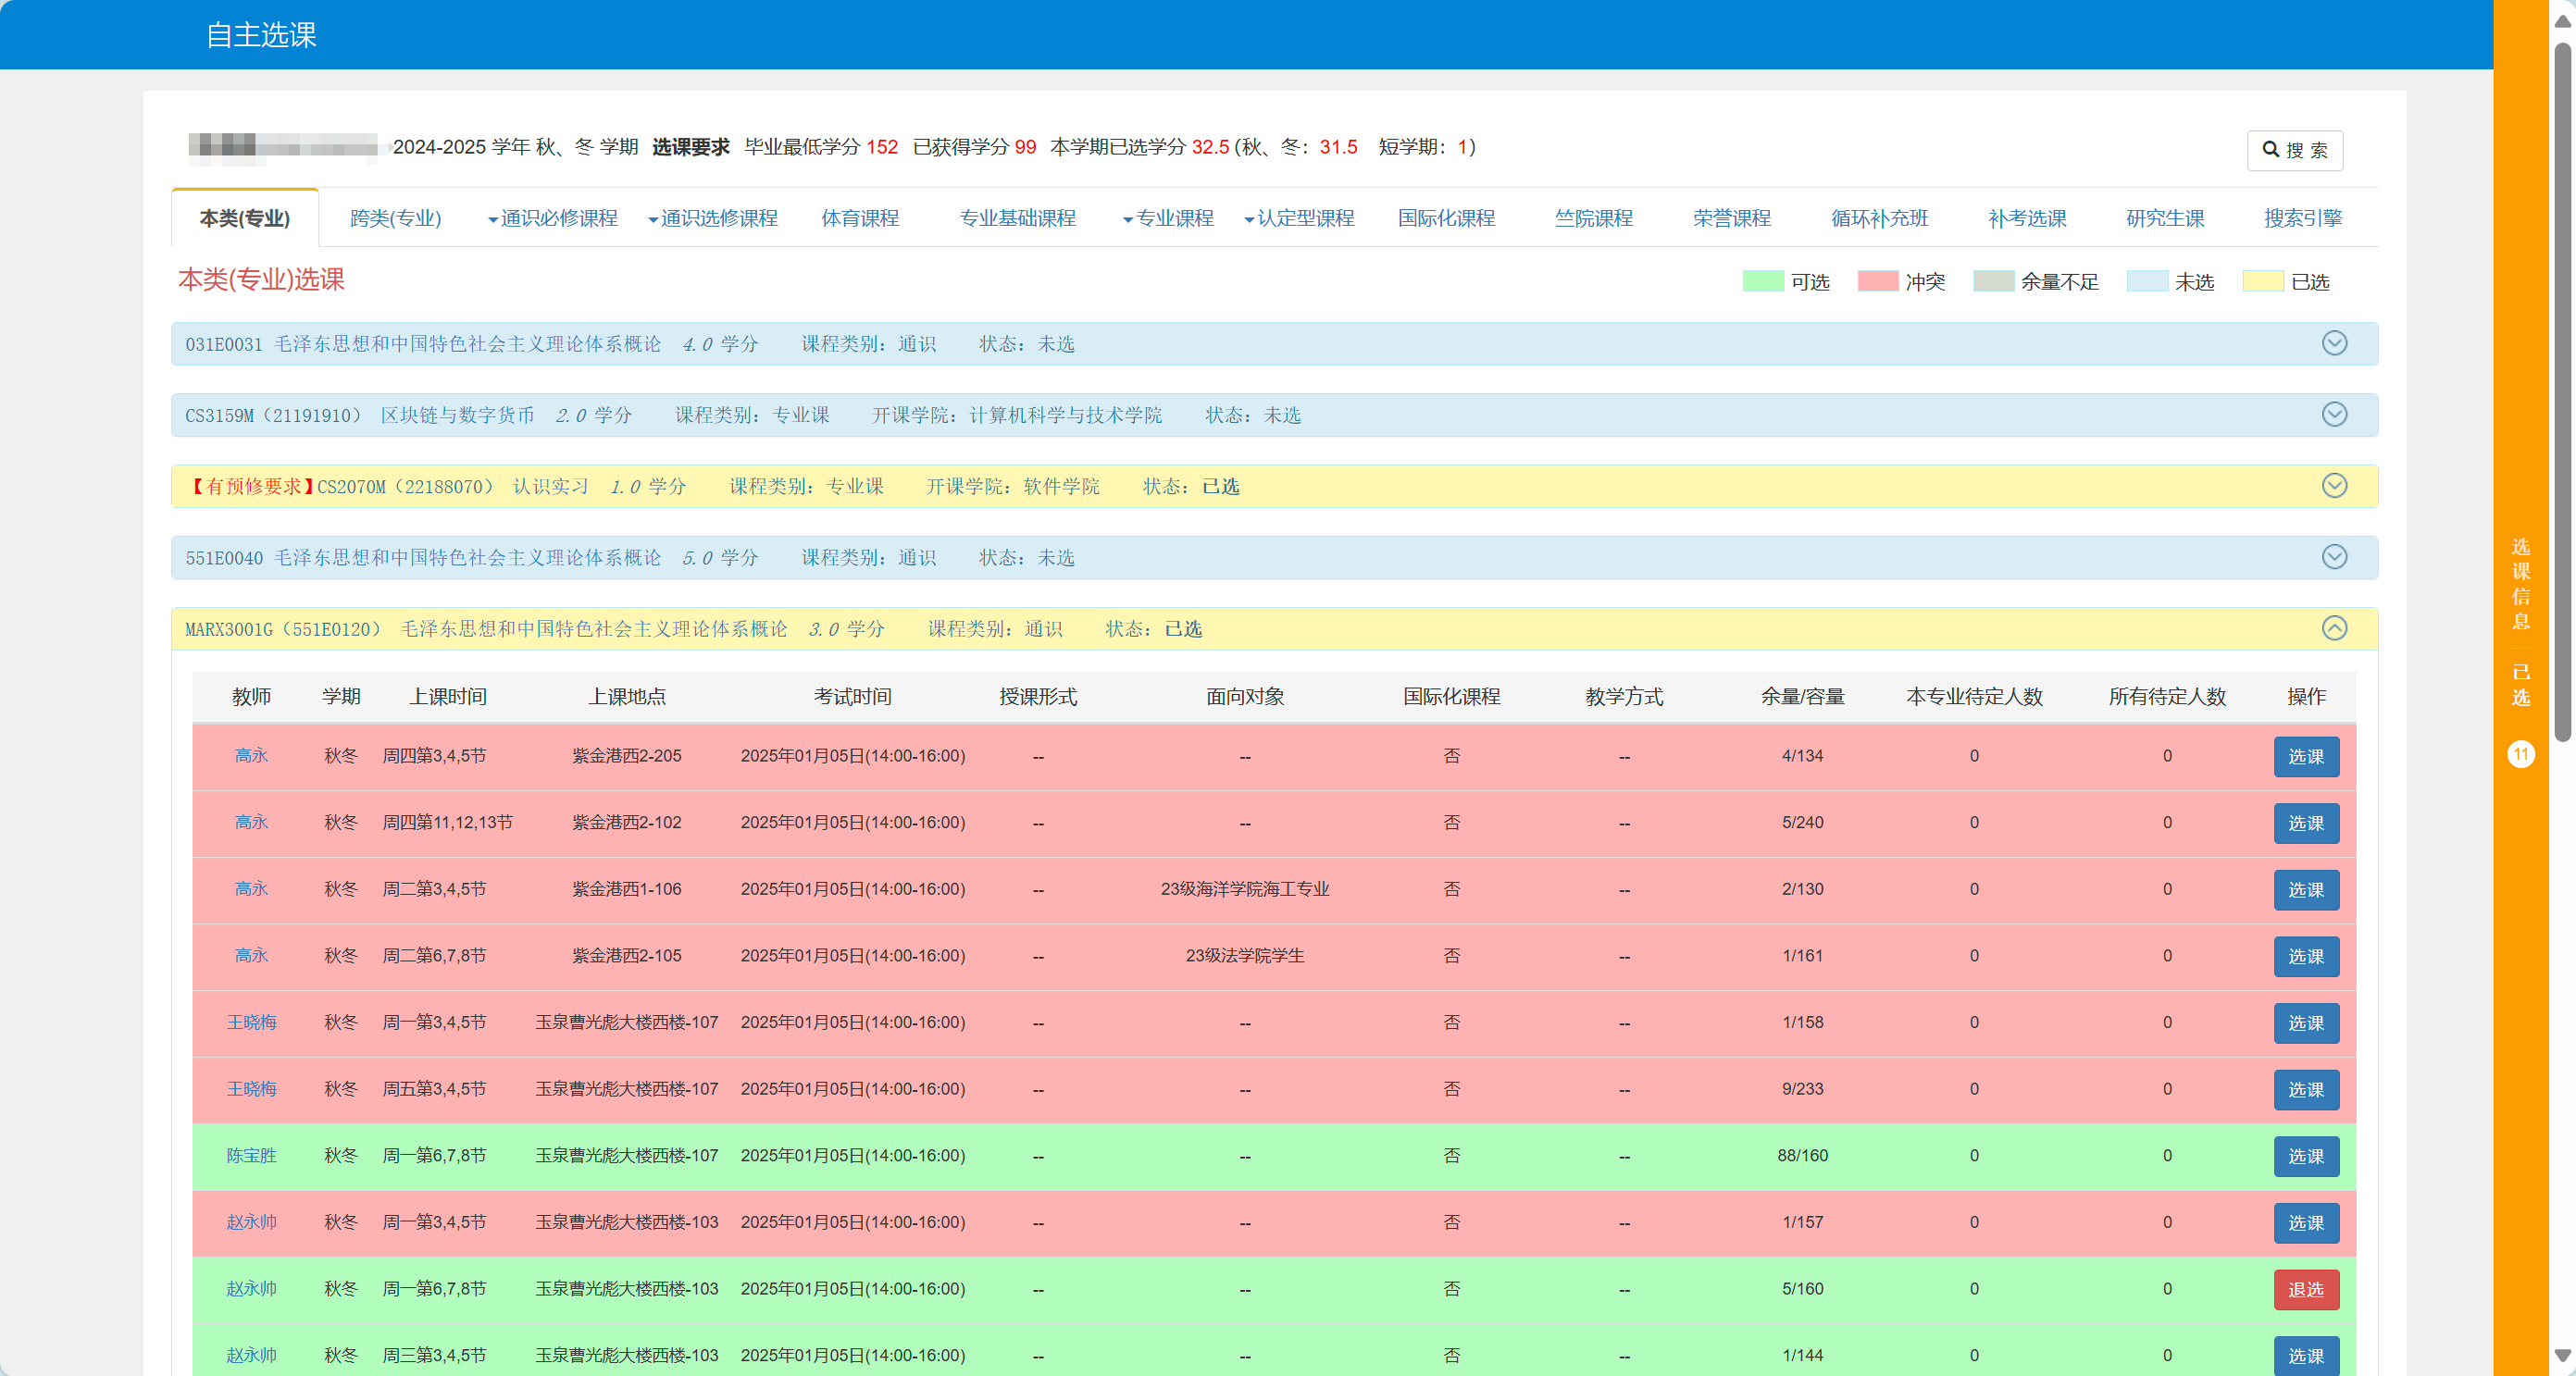 自主选课
2024-2025 学年 秋、冬 学期 选课要求 毕业最低学分 152 已获得学分 99 本学期已选学分 32.5 (秋、冬：31.5 短学期：1)
搜 索
本类(专业) 跨类(专业) 通识必修课程 通识选修课程 体育课程 专业基础课程 专业课程 认定型课程 国际化课程 竺院课程 荣誉课程 循环补充班 补考选课 研究生课 搜索引擎
本类(专业)选课
可选 冲突 余量不足 未选 已选
031E0031 毛泽东思想和中国特色社会主义理论体系概论 4.0 学分 课程类别：通识 状态：未选
CS3159M（21191910） 区块链与数字货币 2.0 学分 课程类别：专业课 开课学院：计算机科学与技术学院 状态：未选
【有预修要求】CS2070M（22188070） 认识实习 1.0 学分 课程类别：专业课 开课学院：软件学院 状态：已选
551E0040 毛泽东思想和中国特色社会主义理论体系概论 5.0 学分 课程类别：通识 状态：未选
MARX3001G（551E0120） 毛泽东思想和中国特色社会主义理论体系概论 3.0 学分 课程类别：通识 状态：已选
教师 学期 上课时间 上课地点 考试时间 授课形式 面向对象 国际化课程 教学方式 余量/容量 本专业待定人数 所有待定人数 操作
高永 秋冬 周四第3,4,5节 紫金港西2-205 2025年01月05日(14:00-16:00) -- -- 否 -- 4/134 0 0 选课
高永 秋冬 周四第11,12,13节 紫金港西2-102 2025年01月05日(14:00-16:00) -- -- 否 -- 5/240 0 0 选课
高永 秋冬 周二第3,4,5节 紫金港西1-106 2025年01月05日(14:00-16:00) -- 23级海洋学院海工专业 否 -- 2/130 0 0 选课
高永 秋冬 周二第6,7,8节 紫金港西2-105 2025年01月05日(14:00-16:00) -- 23级法学院学生 否 -- 1/161 0 0 选课
王晓梅 秋冬 周一第3,4,5节 玉泉曹光彪大楼西楼-107 2025年01月05日(14:00-16:00) -- -- 否 -- 1/158 0 0 选课
王晓梅 秋冬 周五第3,4,5节 玉泉曹光彪大楼西楼-107 2025年01月05日(14:00-16:00) -- -- 否 -- 9/233 0 0 选课
陈宝胜 秋冬 周一第6,7,8节 玉泉曹光彪大楼西楼-107 2025年01月05日(14:00-16:00) -- -- 否 -- 88/160 0 0 选课
赵永帅 秋冬 周一第3,4,5节 玉泉曹光彪大楼西楼-103 2025年01月05日(14:00-16:00) -- -- 否 -- 1/157 0 0 选课
赵永帅 秋冬 周一第6,7,8节 玉泉曹光彪大楼西楼-103 2025年01月05日(14:00-16:00) -- -- 否 -- 5/160 0 0 退选
赵永帅 秋冬 周三第3,4,5节 玉泉曹光彪大楼西楼-103 2025年01月05日(14:00-16:00) -- -- 否 -- 1/144 0 0 选课
选课信息
已选
11